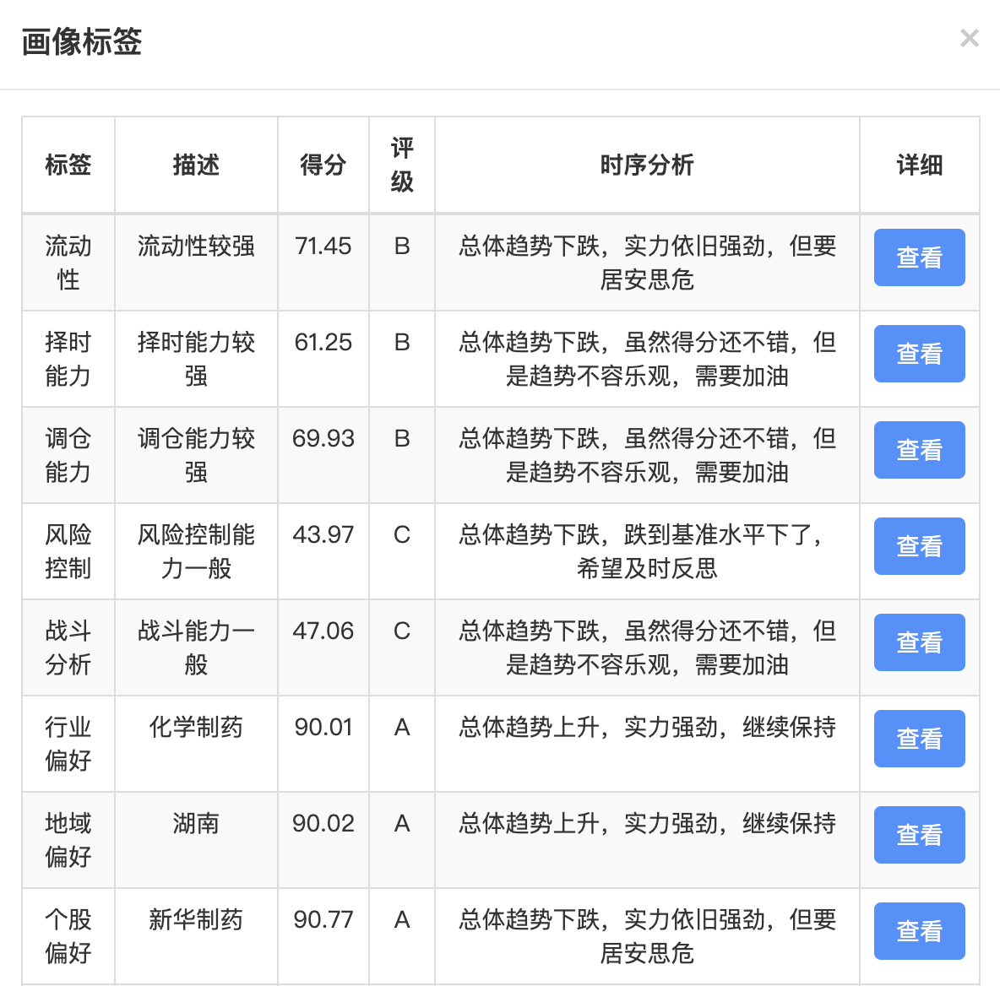 画像标签
×
标签 描述 得分 评级 时序分析 详细
流动性 流动性较强 71.45 B 总体趋势下跌，实力依旧强劲，但要居安思危 查看
择时能力 择时能力较强 61.25 B 总体趋势下跌，虽然得分还不错，但是趋势不容乐观，需要加油 查看
调仓能力 调仓能力较强 69.93 B 总体趋势下跌，虽然得分还不错，但是趋势不容乐观，需要加油 查看
风险控制 风险控制能力一般 43.97 C 总体趋势下跌，跌到基准水平下了，希望及时反思 查看
战斗分析 战斗能力一般 47.06 C 总体趋势下跌，虽然得分还不错，但是趋势不容乐观，需要加油 查看
行业偏好 化学制药 90.01 A 总体趋势上升，实力强劲，继续保持 查看
地域偏好 湖南 90.02 A 总体趋势上升，实力强劲，继续保持 查看
个股偏好 新华制药 90.77 A 总体趋势下跌，实力依旧强劲，但要居安思危 查看